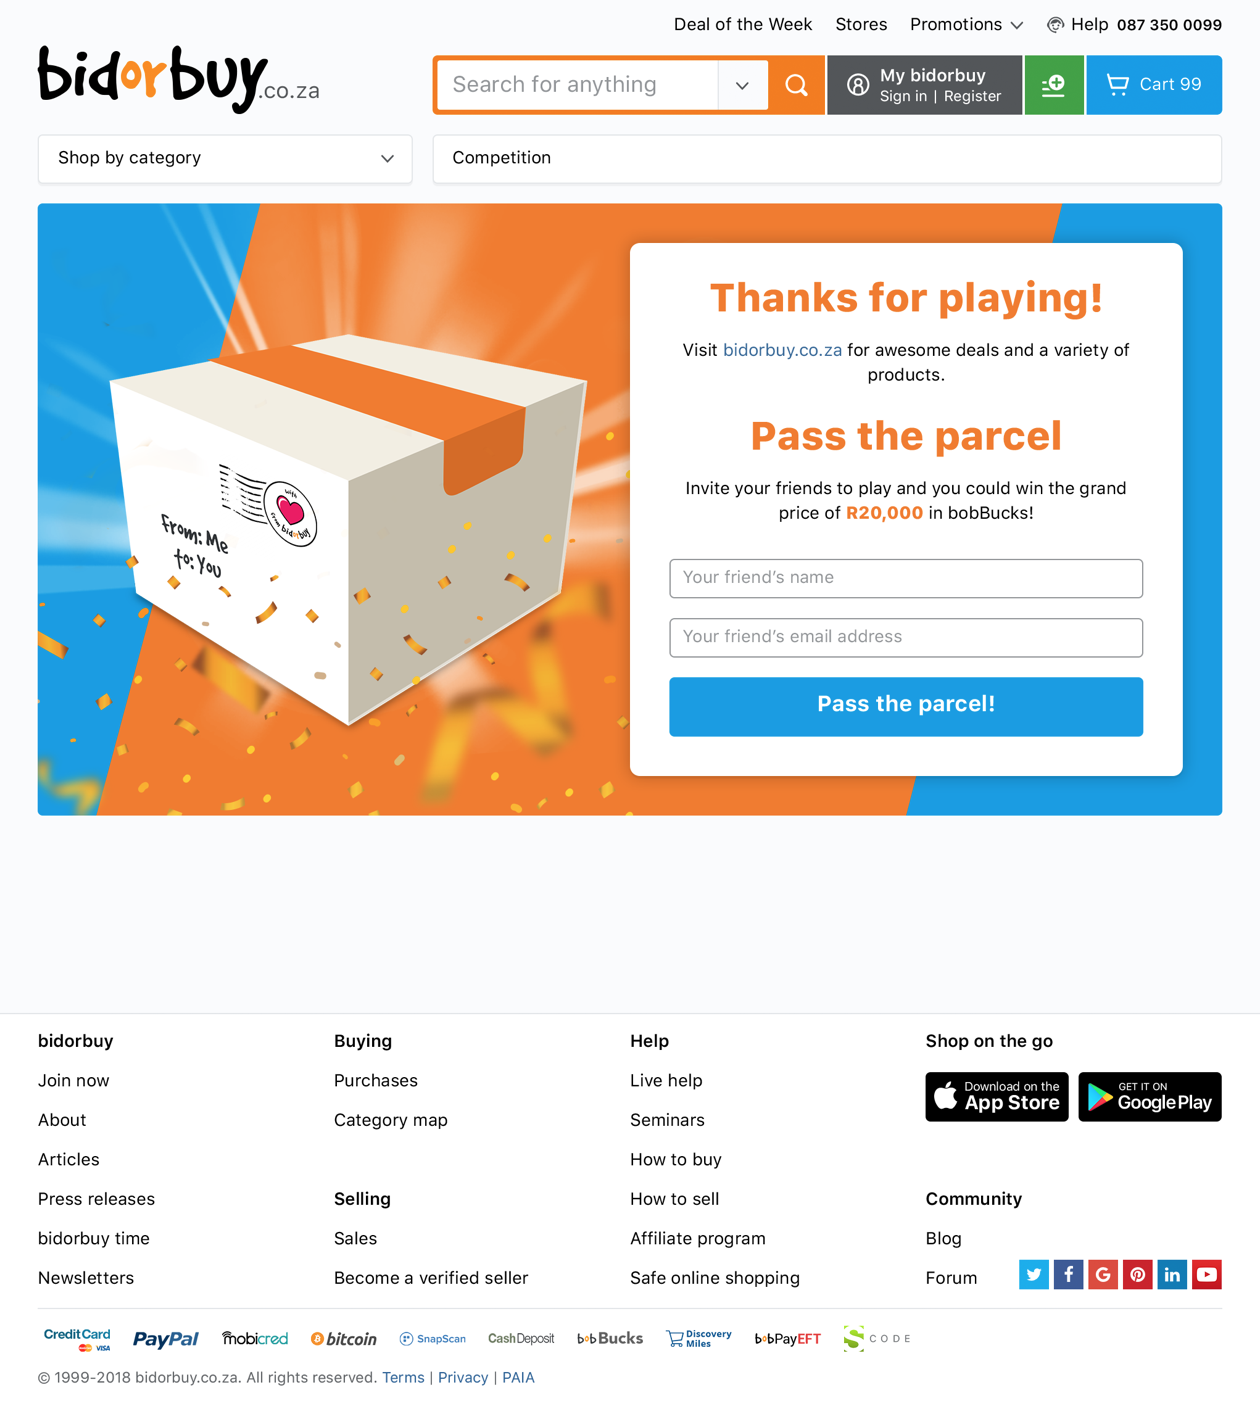 Deal of the Week Stores Promotions Help 087 350 0099
bidorbuy.co.za
Search for anything
My bidorbuy
Sign in | Register
Cart 99
Shop by category
Competition
with
from bidorbuy
From: Me
to: You
Thanks for playing!
Visit bidorbuy.co.za for awesome deals and a variety of
products.
Pass the parcel
Invite your friends to play and you could win the grand
price of R20,000 in bobBucks!
Your friend’s name
Your friend’s email address
Pass the parcel!
bidorbuy
Join now
About
Articles
Press releases
bidorbuy time
Newsletters
Buying
Purchases
Category map
Selling
Sales
Become a verified seller
Help
Live help
Seminars
How to buy
How to sell
Affiliate program
Safe online shopping
Shop on the go
Download on the
App Store
GET IT ON
Google Play
Community
Blog
Forum
CreditCard
VISA
PayPal
mobicred
bitcoin
SnapScan
CashDeposit
bobBucks
Discovery
Miles
bobPayEFT
S CODE
© 1999-2018 bidorbuy.co.za. All rights reserved. Terms | Privacy | PAIA